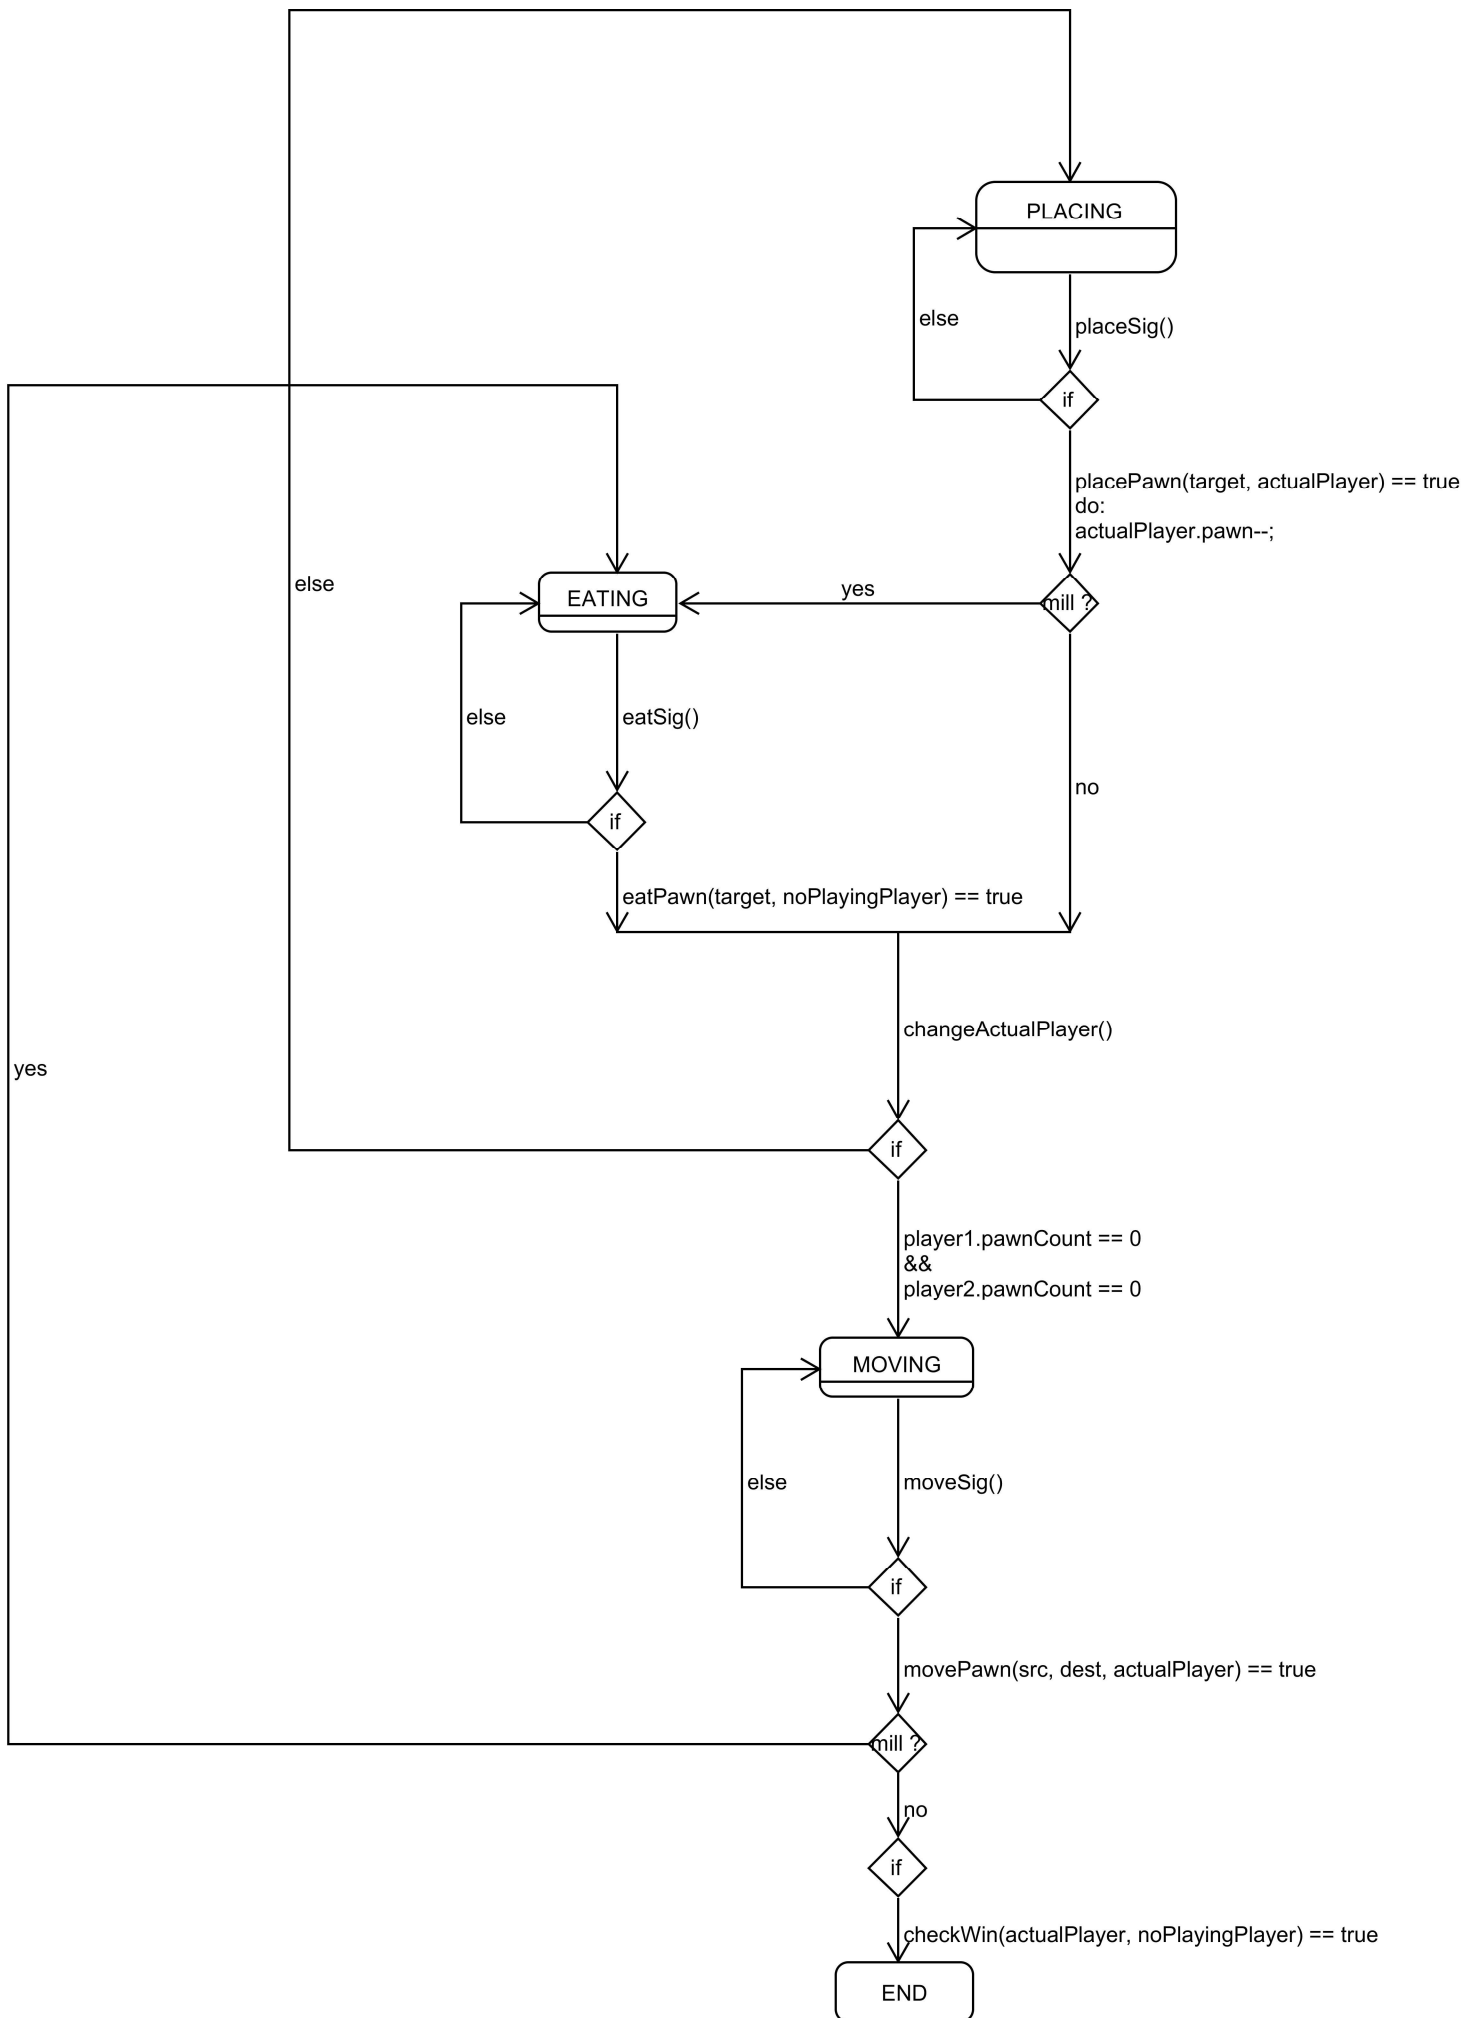 PLACING
else
placeSig()
if
placePawn(target, actualPlayer) == true
do:
actualPlayer.pawn--;
else
EATING
yes
mill ?
else
eatSig()
no
if
eatPawn(target, noPlayingPlayer) == true
changeActualPlayer()
yes
if
player1.pawnCount == 0
&&
player2.pawnCount == 0
MOVING
else
moveSig()
if
movePawn(src, dest, actualPlayer) == true
mill ?
no
if
checkWin(actualPlayer, noPlayingPlayer) == true
END